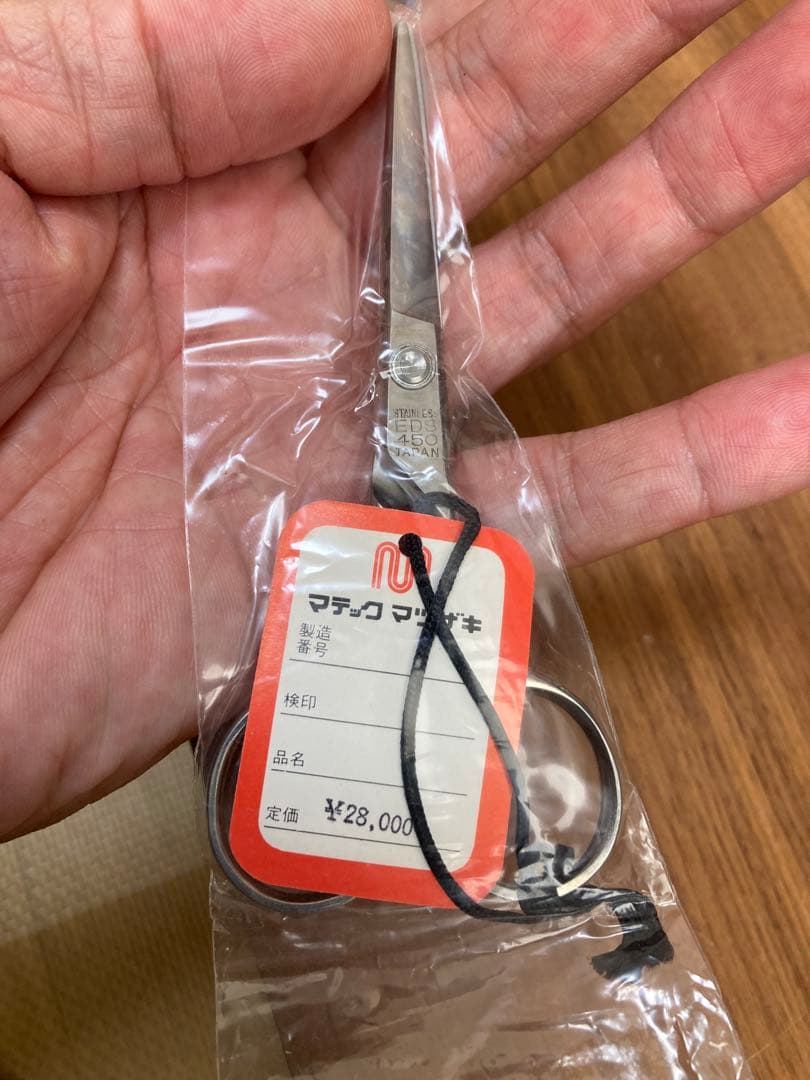 STAINLESS
EDS
450
JAPAN
マテック マツザキ
製造
番号
検印
品名
定価 ¥28,000